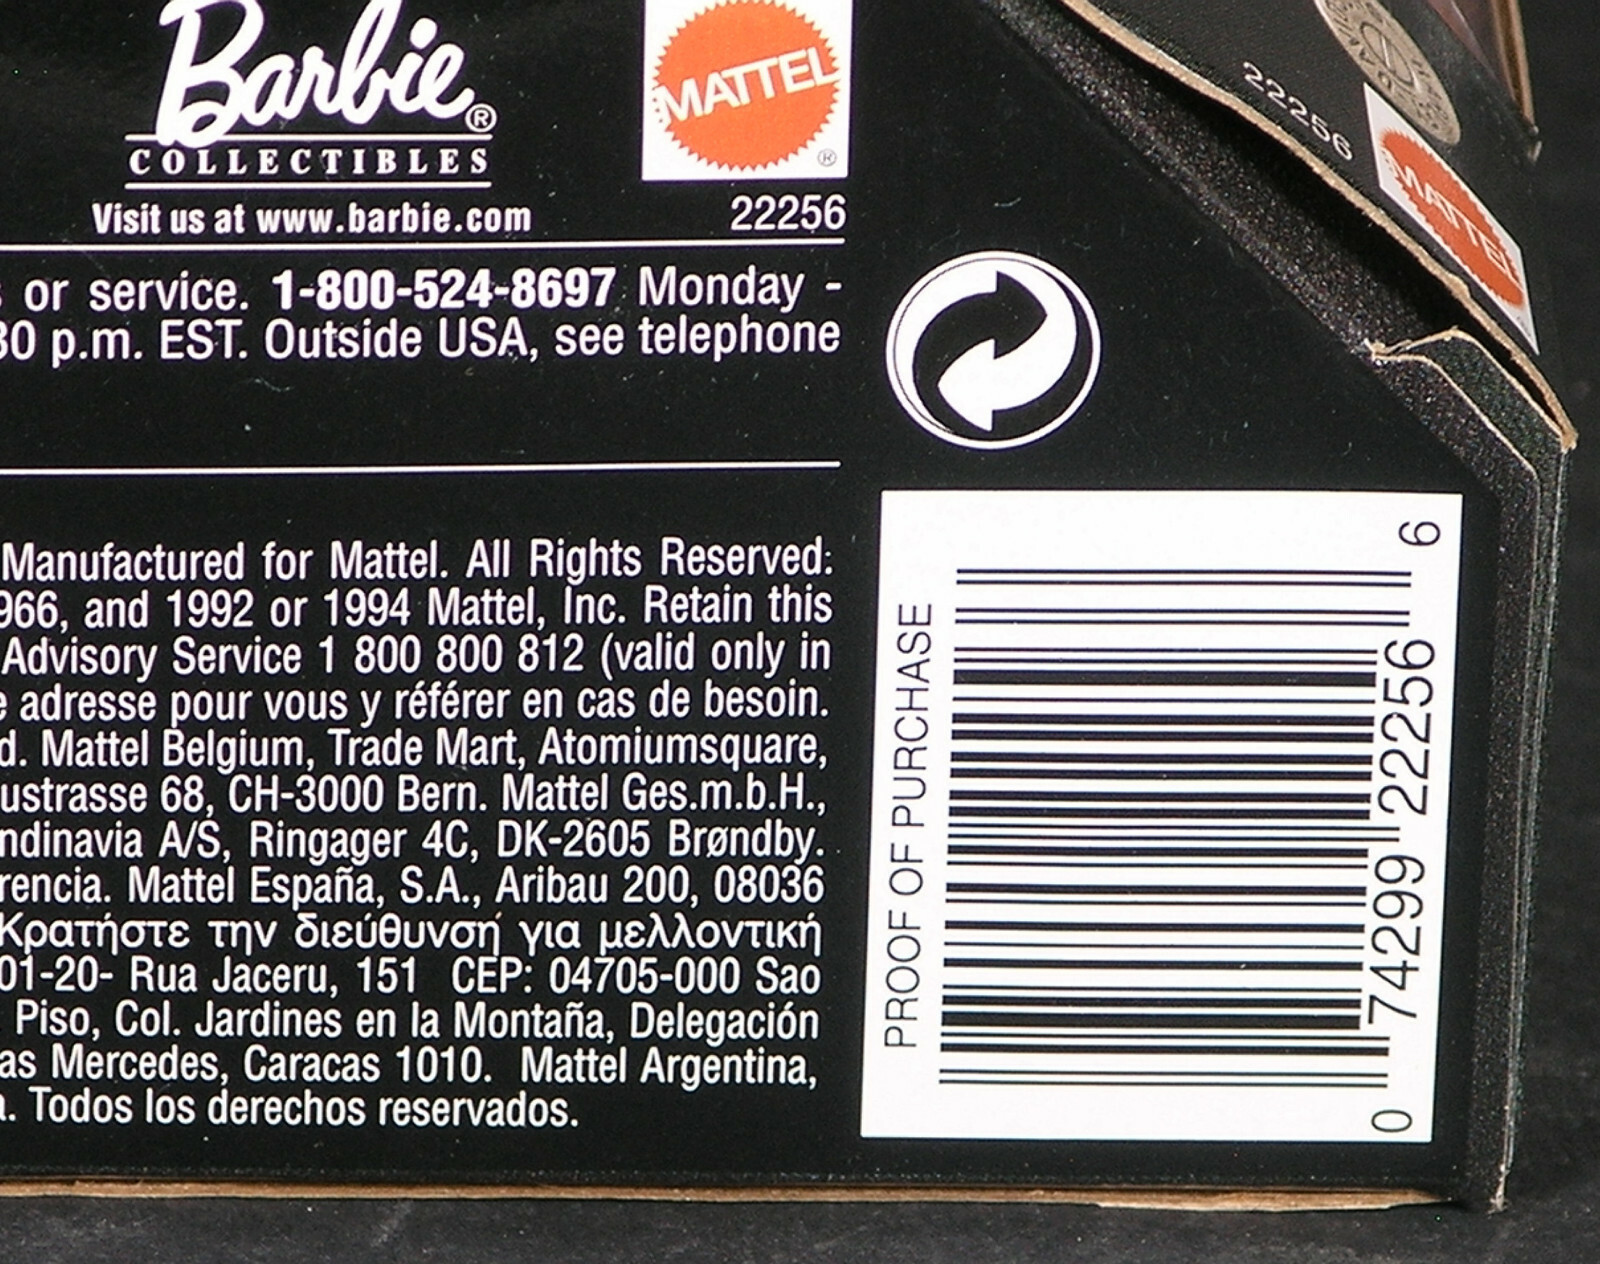 Barbie®
COLLECTIBLES
Visit us at www.barbie.com
MATTEL
®
22256
or service. 1-800-524-8697 Monday -
30 p.m. EST. Outside USA, see telephone
Manufactured for Mattel. All Rights Reserved:
966, and 1992 or 1994 Mattel, Inc. Retain this
Advisory Service 1 800 800 812 (valid only in
adresse pour vous y référer en cas de besoin.
d. Mattel Belgium, Trade Mart, Atomiumsquare,
ustrasse 68, CH-3000 Bern. Mattel Ges.m.b.H.,
ndinavia A/S, Ringager 4C, DK-2605 Brøndby.
rencia. Mattel España, S.A., Aribau 200, 08036
Κρατήστε την διεύθυνσή για μελλοντική
01-20- Rua Jaceru, 151 CEP: 04705-000 Sao
Piso, Col. Jardines en la Montaña, Delegación
as Mercedes, Caracas 1010. Mattel Argentina,
a. Todos los derechos reservados.
PROOF OF PURCHASE
0 74299 22256 6
22256
MATTEL